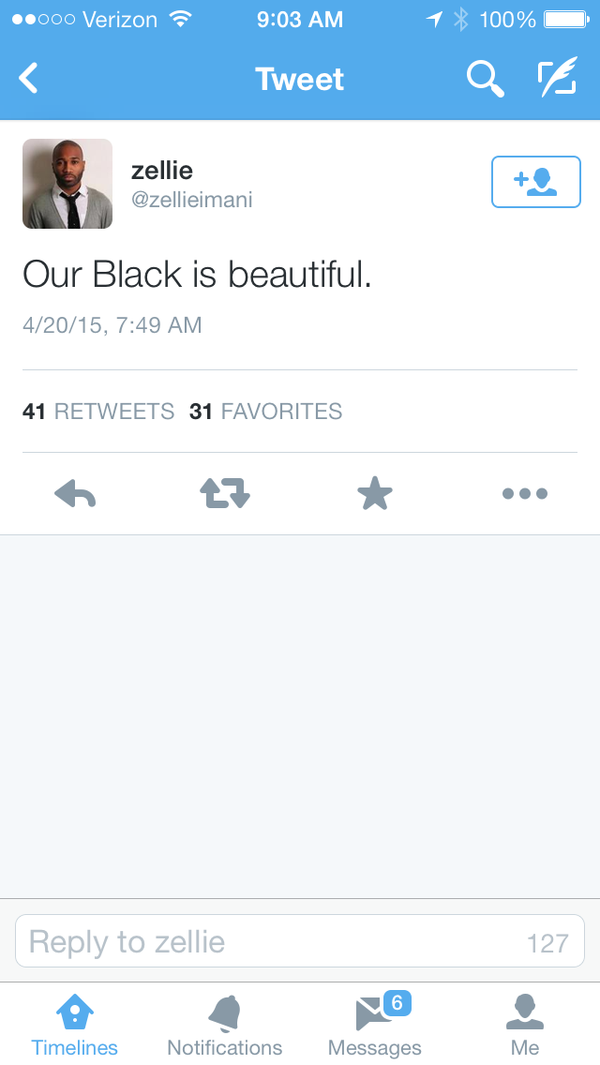 Verizon 9:03 AM 100%
Tweet
zellie
@zellieimani
Our Black is beautiful.
4/20/15, 7:49 AM
41 RETWEETS 31 FAVORITES
Reply to zellie 127
6
Timelines Notifications Messages Me